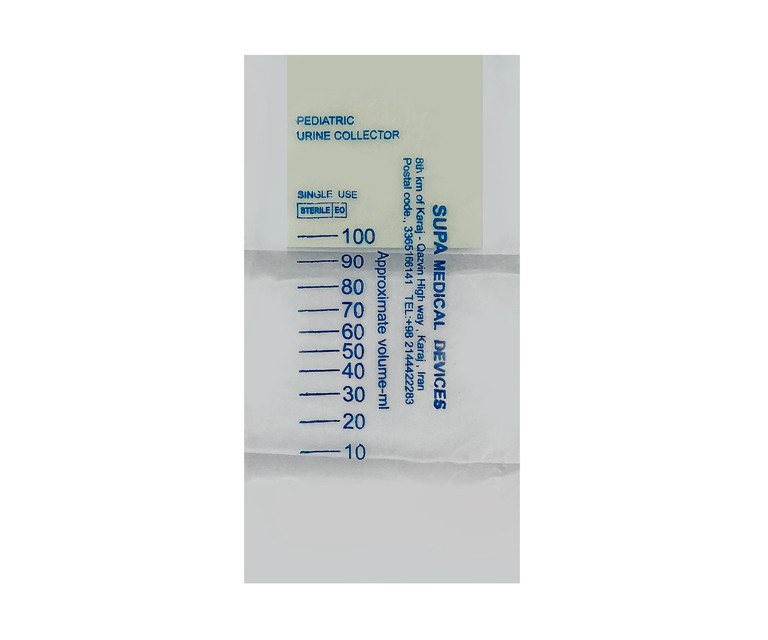 PEDIATRIC
URINE COLLECTOR
SINGLE USE
STERILE EO
100
90
80
70
60
50
40
30
20
10
Approximate volume-ml
SUPA MEDICAL DEVICES
8th km of Karaj - Qazvin High way , Karaj , Iran
Postal code., 3365166141 TEL:+98 2144422283